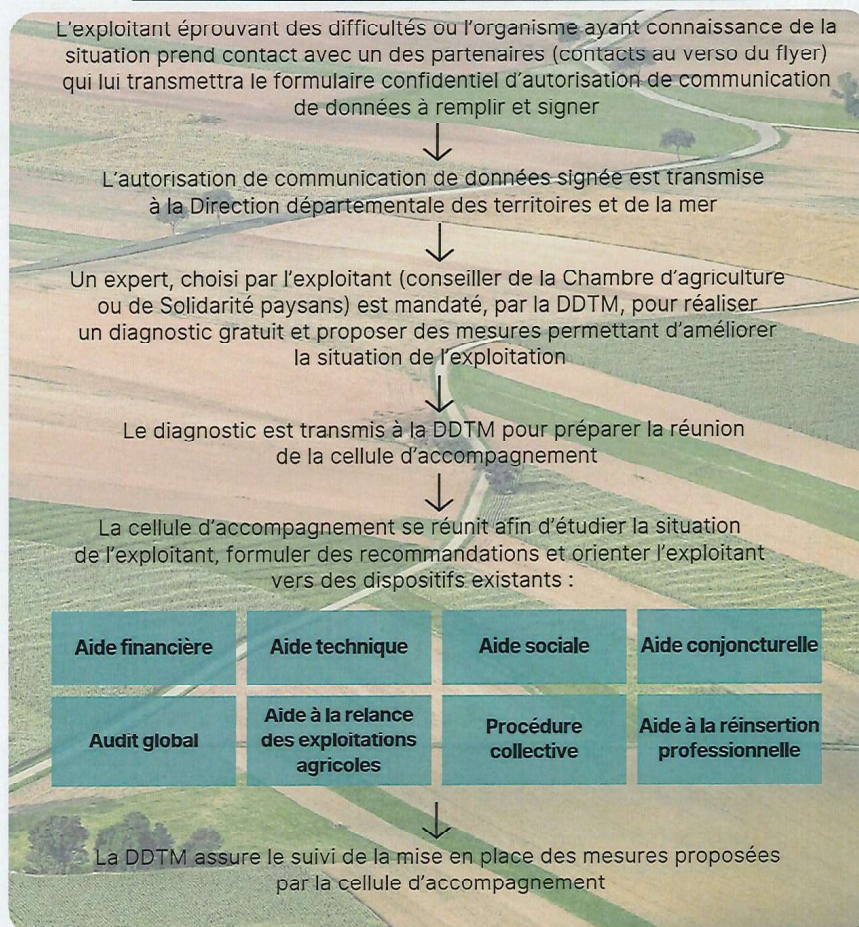 L'exploitant éprouvant des difficultés ou l'organisme ayant connaissance de la
situation prend contact avec un des partenaires (contacts au verso du flyer)
qui lui transmettra le formulaire confidentiel d'autorisation de communication
de données à remplir et signer
L'autorisation de communication de données signée est transmise
à la Direction départementale des territoires et de la mer
Un expert, choisi par l'exploitant (conseiller de la Chambre d'agriculture
ou de Solidarité paysans) est mandaté, par la DDTM, pour réaliser
un diagnostic gratuit et proposer des mesures permettant d'améliorer
la situation de l'exploitation
Le diagnostic est transmis à la DDTM pour préparer la réunion
de la cellule d'accompagnement
La cellule d'accompagnement se réunit afin d'étudier la situation
de l'exploitant, formuler des recommandations et orienter l'exploitant
vers des dispositifs existants :
Aide financière
Aide technique
Aide sociale
Aide conjoncturelle
Audit global
Aide à la relance
des exploitations
agricoles
Procédure
collective
Aide à la réinsertion
professionnelle
La DDTM assure le suivi de la mise en place des mesures proposées
par la cellule d'accompagnement